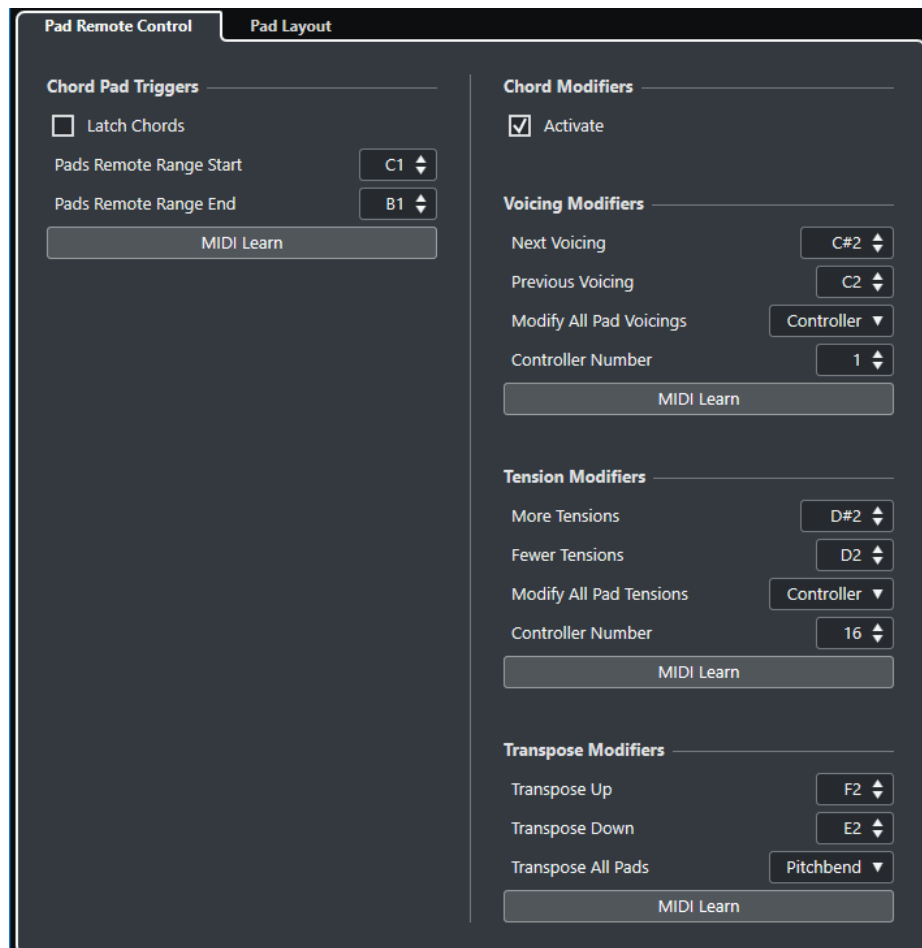 Pad Remote Control
Pad Layout
Chord Pad Triggers
Latch Chords
Pads Remote Range Start C1
Pads Remote Range End B1
MIDI Learn
Chord Modifiers
Activate
Voicing Modifiers
Next Voicing C#2
Previous Voicing C2
Modify All Pad Voicings Controller
Controller Number 1
MIDI Learn
Tension Modifiers
More Tensions D#2
Fewer Tensions D2
Modify All Pad Tensions Controller
Controller Number 16
MIDI Learn
Transpose Modifiers
Transpose Up F2
Transpose Down E2
Transpose All Pads Pitchbend
MIDI Learn